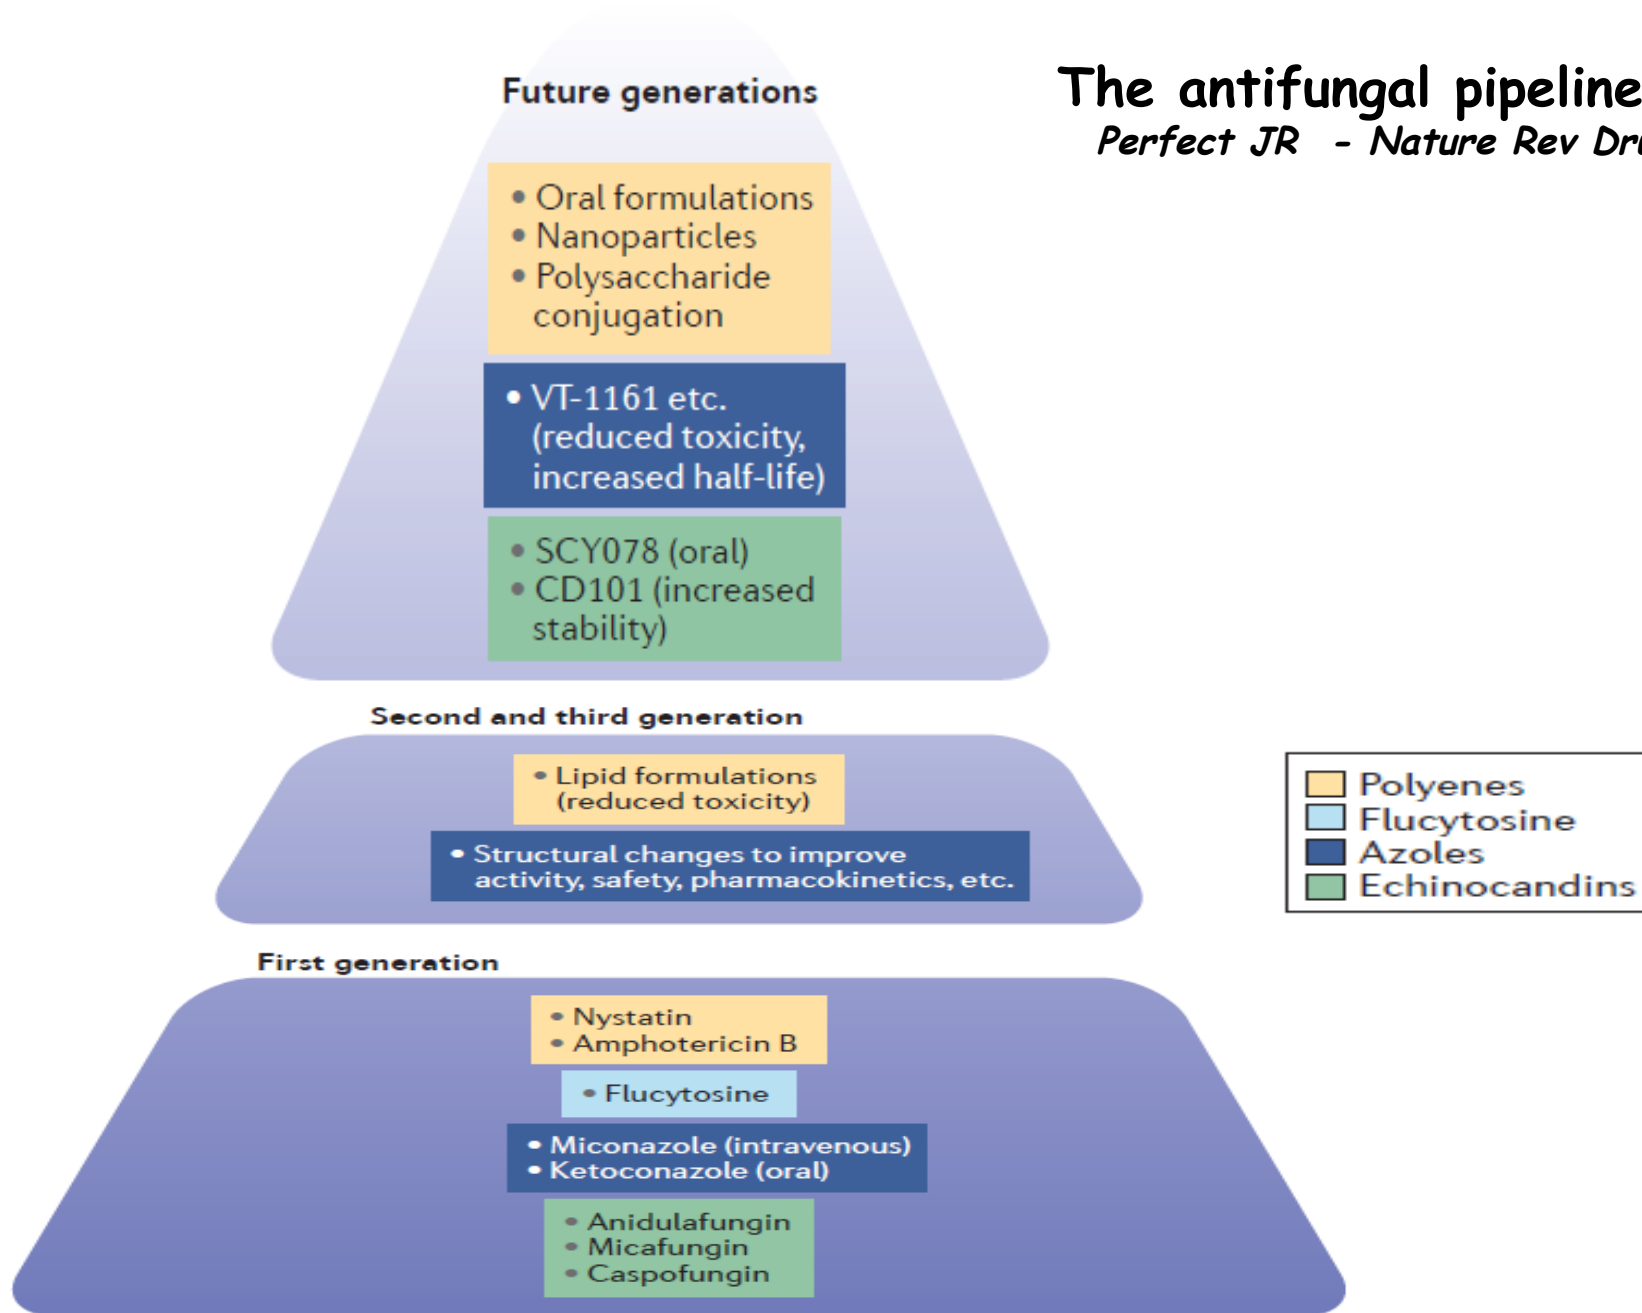 The antifungal pipeline
Perfect JR - Nature Rev
Future generations
• Oral formulations
• Nanoparticles
• Polysaccharide
conjugation
• VT-1161 etc.
(reduced toxicity,
increased half-life)
• SCY078 (oral)
• CD101 (increased
stability)
Second and third generation
• Lipid formulations
(reduced toxicity)
• Structural changes to improve
activity, safety, pharmacokinetics, etc.
Polyenes
Flucytosine
Azoles
Echinocandins
First generation
• Nystatin
• Amphotericin B
• Flucytosine
• Miconazole (intravenous)
• Ketoconazole (oral)
• Anidulafungin
• Micafungin
• Caspofungin